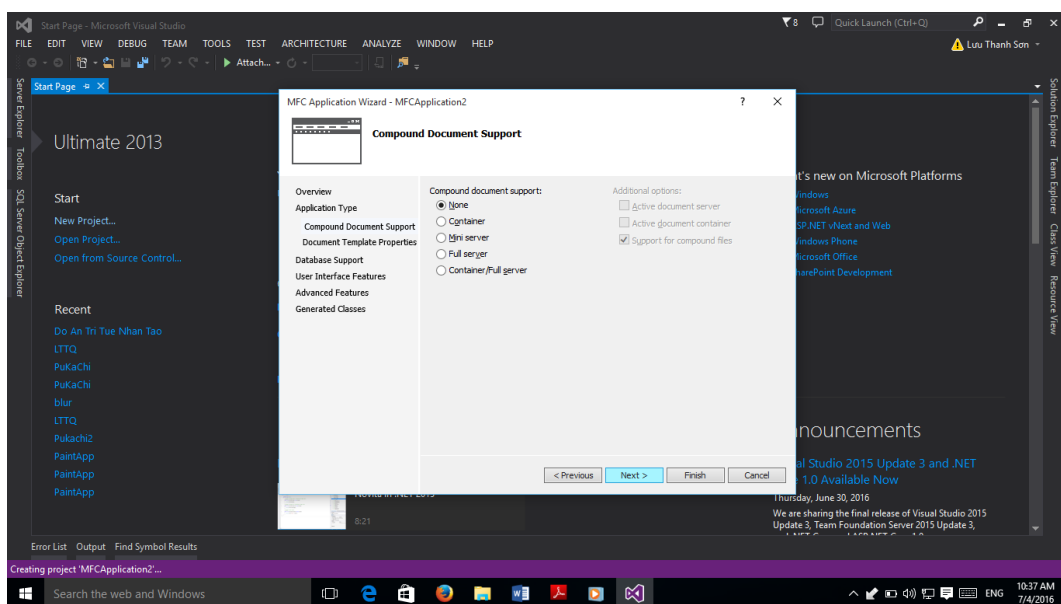 Start Page - Microsoft Visual Studio
8
Quick Launch (Ctrl+Q)
FILE EDIT VIEW DEBUG TEAM TOOLS TEST ARCHITECTURE ANALYZE WINDOW HELP
Lưu Thanh Sơn
Attach...
Server Explorer
Toolbox
SQL Server Object Explorer
Start Page
Ultimate 2013
Start
New Project...
Open Project...
Open from Source Control...
Recent
Do An Tri Tue Nhan Tao
LTTQ
PuKaChi
PuKaChi
blur
LTTQ
Pukachi2
PaintApp
PaintApp
PaintApp
MFC Application Wizard - MFCApplication2
? X
Compound Document Support
Overview
Application Type
Compound Document Support
Document Template Properties
Database Support
User Interface Features
Advanced Features
Generated Classes
Compound document support:
None
Container
Mini server
Full server
Container/Full server
Additional options:
Active document server
Active document container
Support for compound files
< Previous
Next >
Finish
Cancel
8:21
t's new on Microsoft Platforms
indows
icrosoft Azure
SP.NET vNext and Web
indows Phone
icrosoft Office
harePoint Development
nouncements
al Studio 2015 Update 3 and .NET
1.0 Available Now
Thursday, June 30, 2016
We are sharing the final release of Visual Studio 2015
Update 3, Team Foundation Server 2015 Update 3,
Solution Explorer
Team Explorer
Class View
Resource View
Error List Output Find Symbol Results
Creating project 'MFCApplication2'...
Search the web and Windows
ENG
10:37 AM
7/4/2016